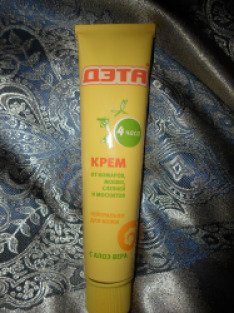 ДЭТА
4 часа
КРЕМ
ОТ КОМАРОВ,
МОШЕК,
СЛЕПНЕЙ
И МОСКИТОВ
С АЛОЭ ВЕРА